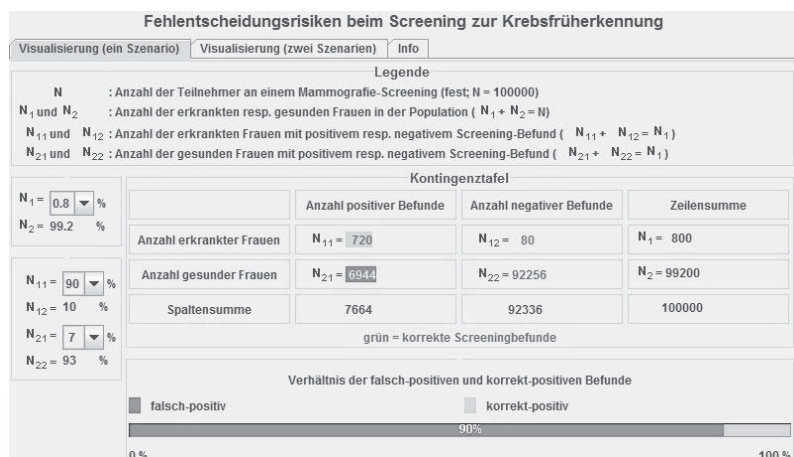 Fehlentscheidungsrisiken beim Screening zur Krebsfrüherkennung
Visualisierung (ein Szenario) Visualisierung (zwei Szenarien) Info
Legende
N : Anzahl der Teilnehmer an einem Mammografie-Screening (fest; N = 100000)
N1 und N2 : Anzahl der erkrankten resp. gesunden Frauen in der Population ( N1 + N2 = N)
N11 und N12 : Anzahl der erkrankten Frauen mit positivem resp. negativem Screening-Befund ( N11 + N12 = N1 )
N21 und N22 : Anzahl der gesunden Frauen mit positivem resp. negativem Screening-Befund ( N21 + N22 = N1 )
N1 = 0.8 %
N2 = 99.2 %
N11 = 90 %
N12 = 10 %
N21 = 7 %
N22 = 93 %
Kontingenztafel
Anzahl positiver Befunde Anzahl negativer Befunde Zeilensumme
Anzahl erkrankter Frauen N11 = 720 N12 = 80 N1 = 800
Anzahl gesunder Frauen N21 = 6944 N22 = 92256 N2 = 99200
Spaltensumme 7664 92336 100000
grün = korrekte Screeningbefunde
Verhältnis der falsch-positiven und korrekt-positiven Befunde
falsch-positiv korrekt-positiv
90%
0 % 100 %